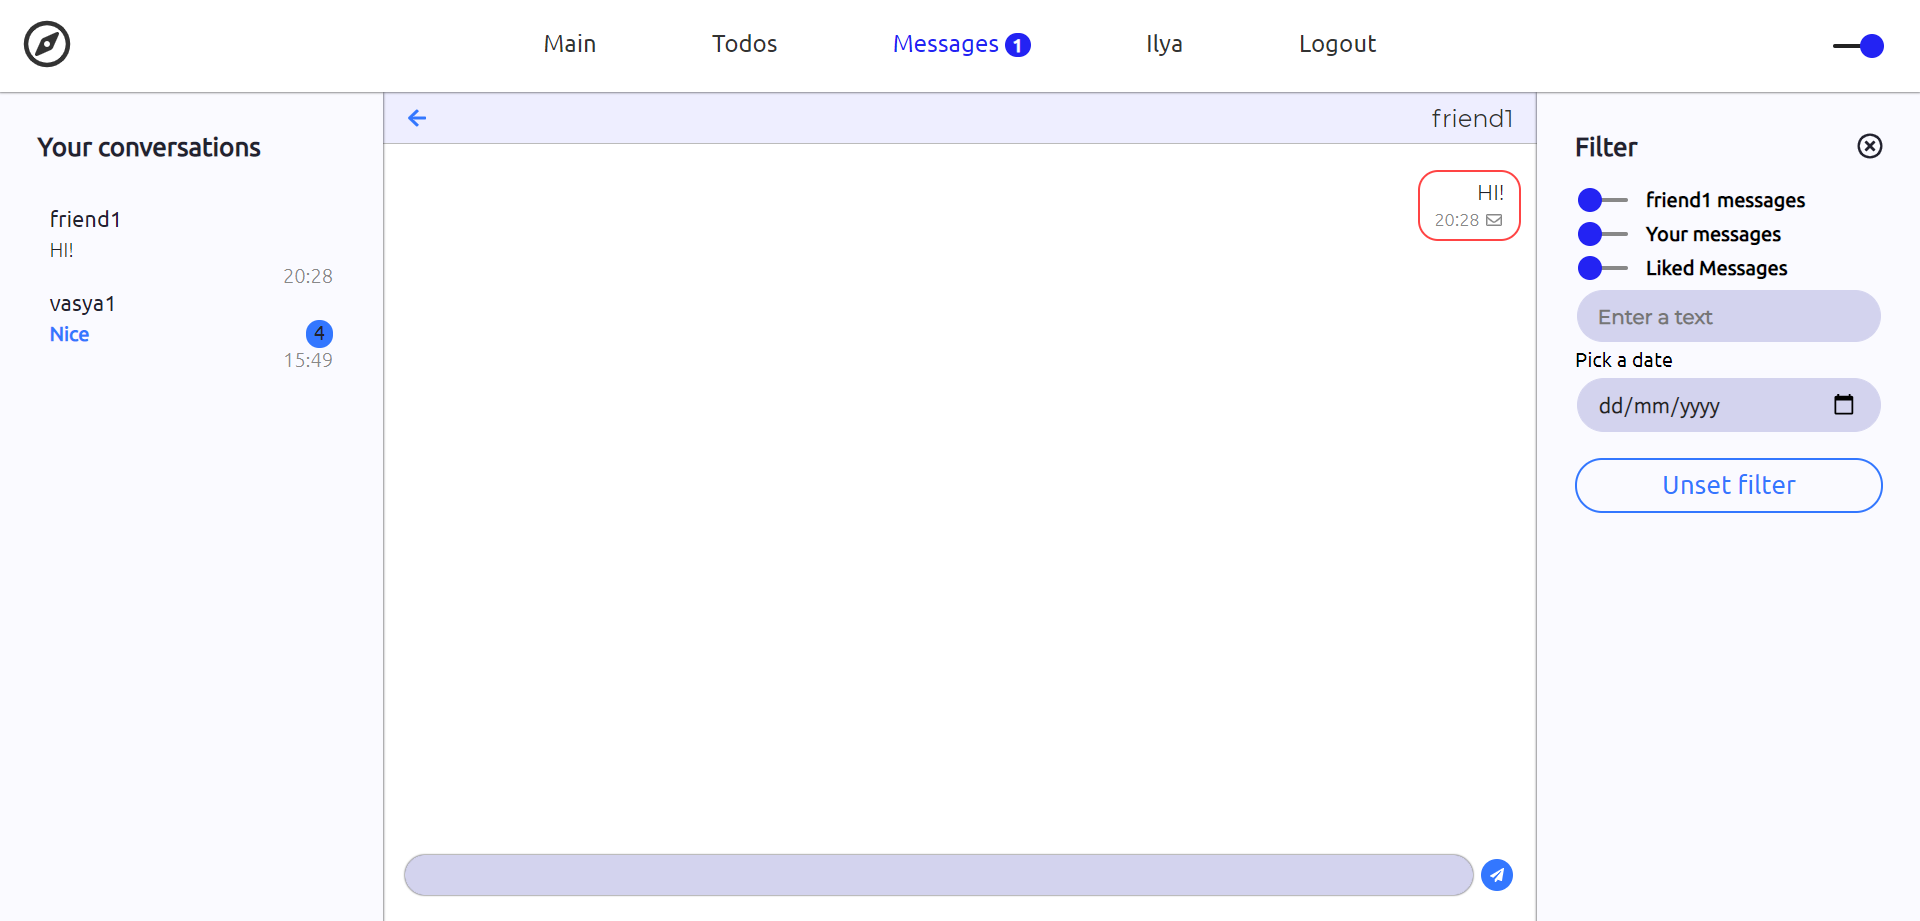 Main Todos Messages 1 Ilya Logout
Your conversations
friend1
HI!
20:28
vasya1
Nice 4
15:49
friend1
HI!
20:28
Filter
friend1 messages
Your messages
Liked Messages
Enter a text
Pick a date
dd/mm/yyyy
Unset filter